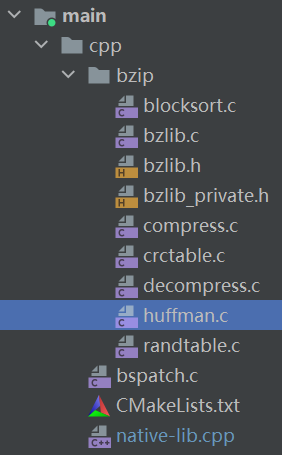 main
cpp
bzip
blocksort.c
bzlib.c
bzlib.h
bzlib_private.h
compress.c
crctable.c
decompress.c
huffman.c
randtable.c
bspatch.c
CMakeLists.txt
native-lib.cpp